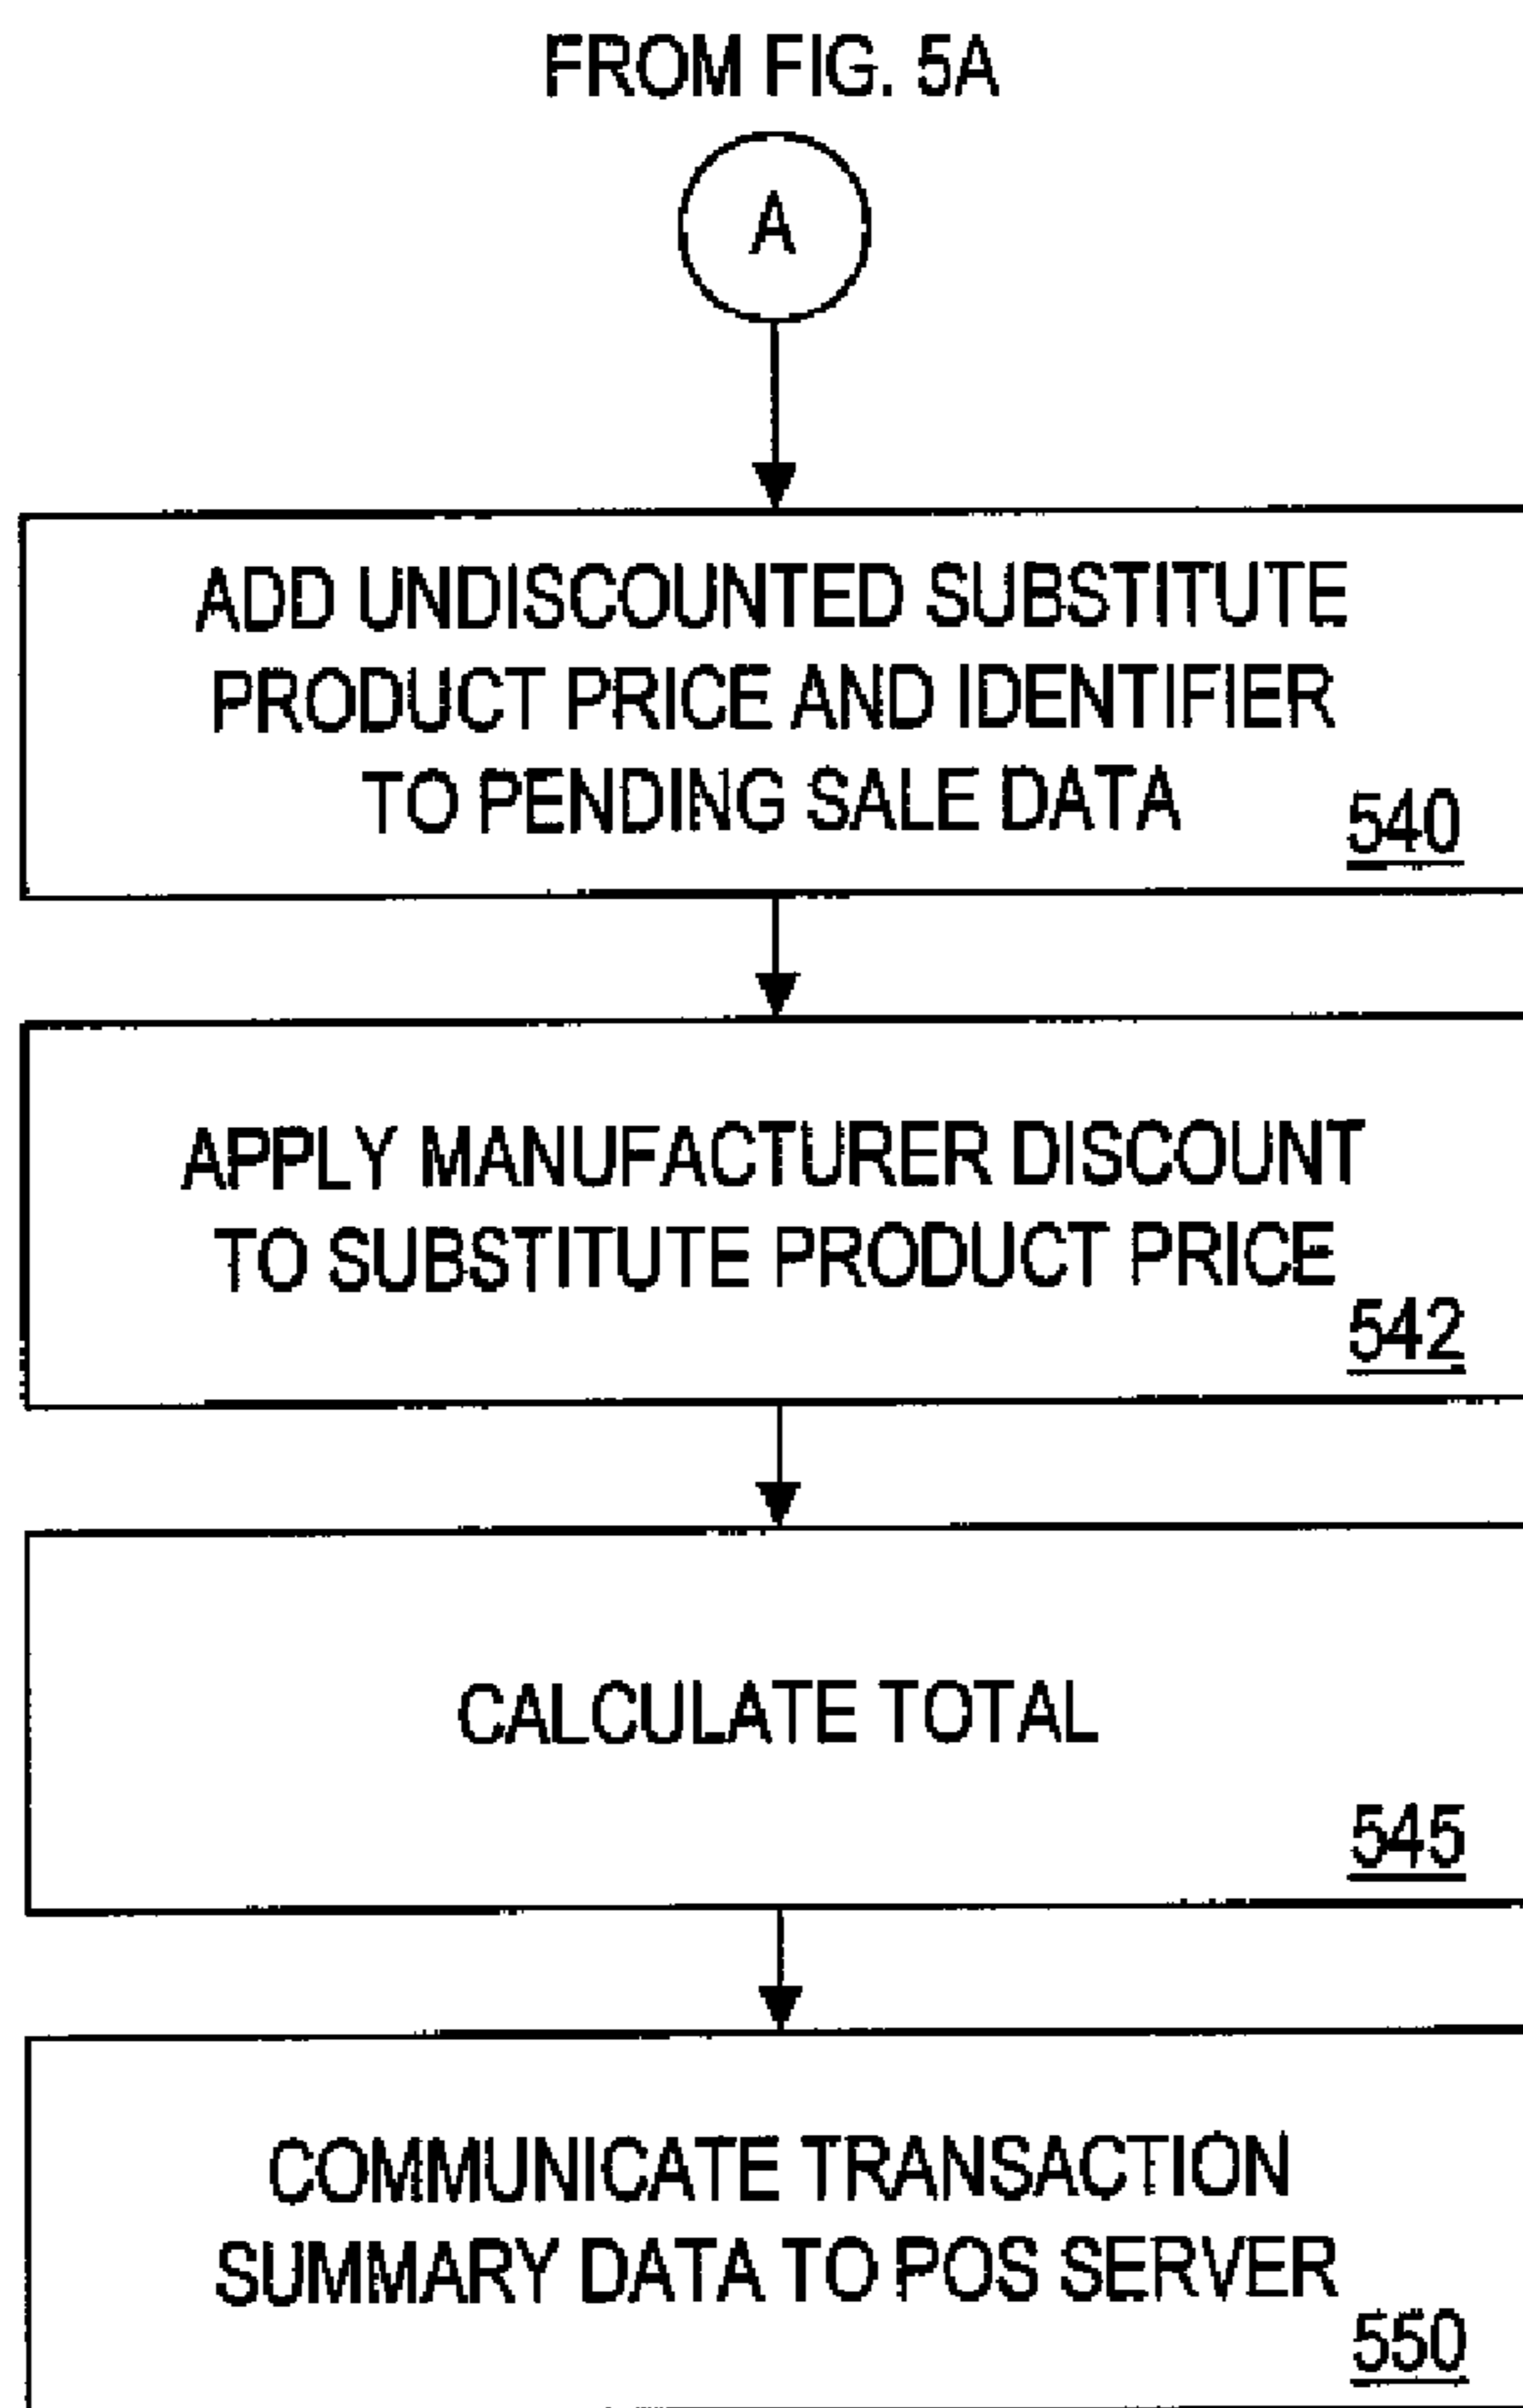 FROM FIG. 5A
A
ADD UNDISCOUNTED SUBSTITUTE
PRODUCT PRICE AND IDENTIFIER
TO PENDING SALE DATA
540
APPLY MANUFACTURER DISCOUNT
TO SUBSTITUTE PRODUCT PRICE
542
CALCULATE TOTAL
545
COMMUNICATE TRANSACTION
SUMMARY DATA TO POS SERVER
550